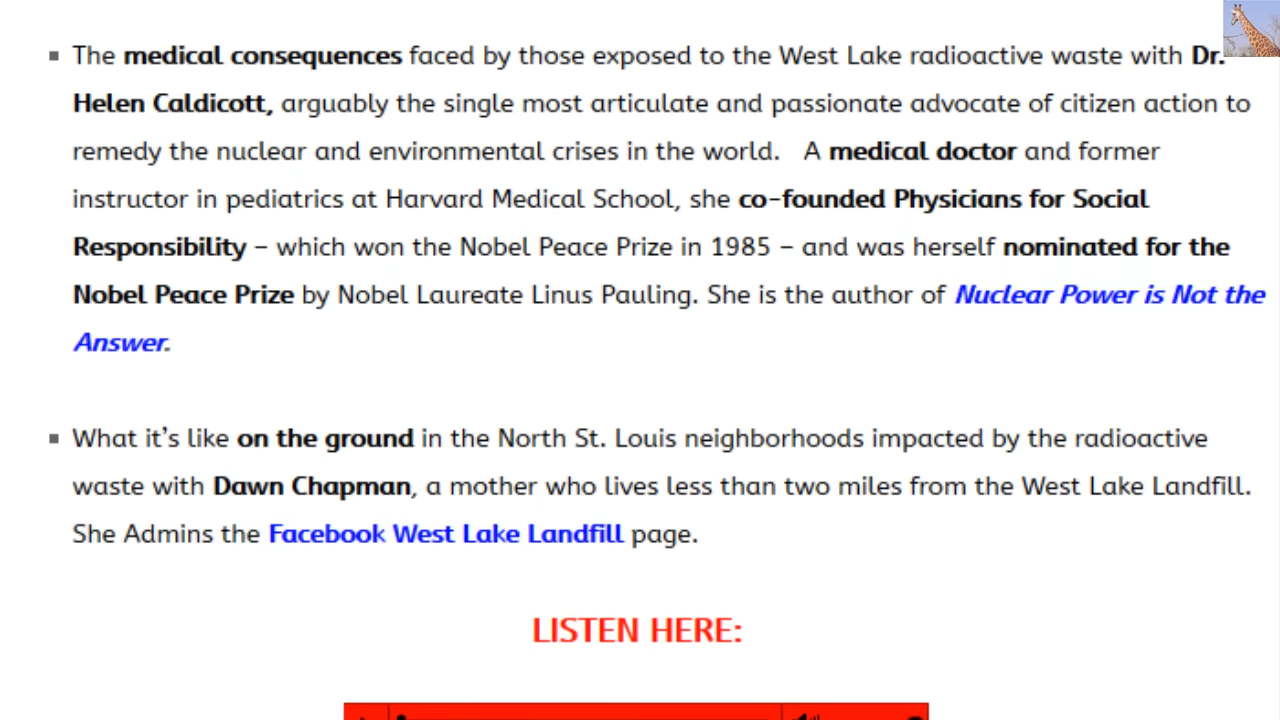 The medical consequences faced by those exposed to the West Lake radioactive waste with Dr.
Helen Caldicott, arguably the single most articulate and passionate advocate of citizen action to
remedy the nuclear and environmental crises in the world. A medical doctor and former
instructor in pediatrics at Harvard Medical School, she co-founded Physicians for Social
Responsibility – which won the Nobel Peace Prize in 1985 – and was herself nominated for the
Nobel Peace Prize by Nobel Laureate Linus Pauling. She is the author of Nuclear Power is Not the
Answer.
What it’s like on the ground in the North St. Louis neighborhoods impacted by the radioactive
waste with Dawn Chapman, a mother who lives less than two miles from the West Lake Landfill.
She Admins the Facebook West Lake Landfill page.
LISTEN HERE: